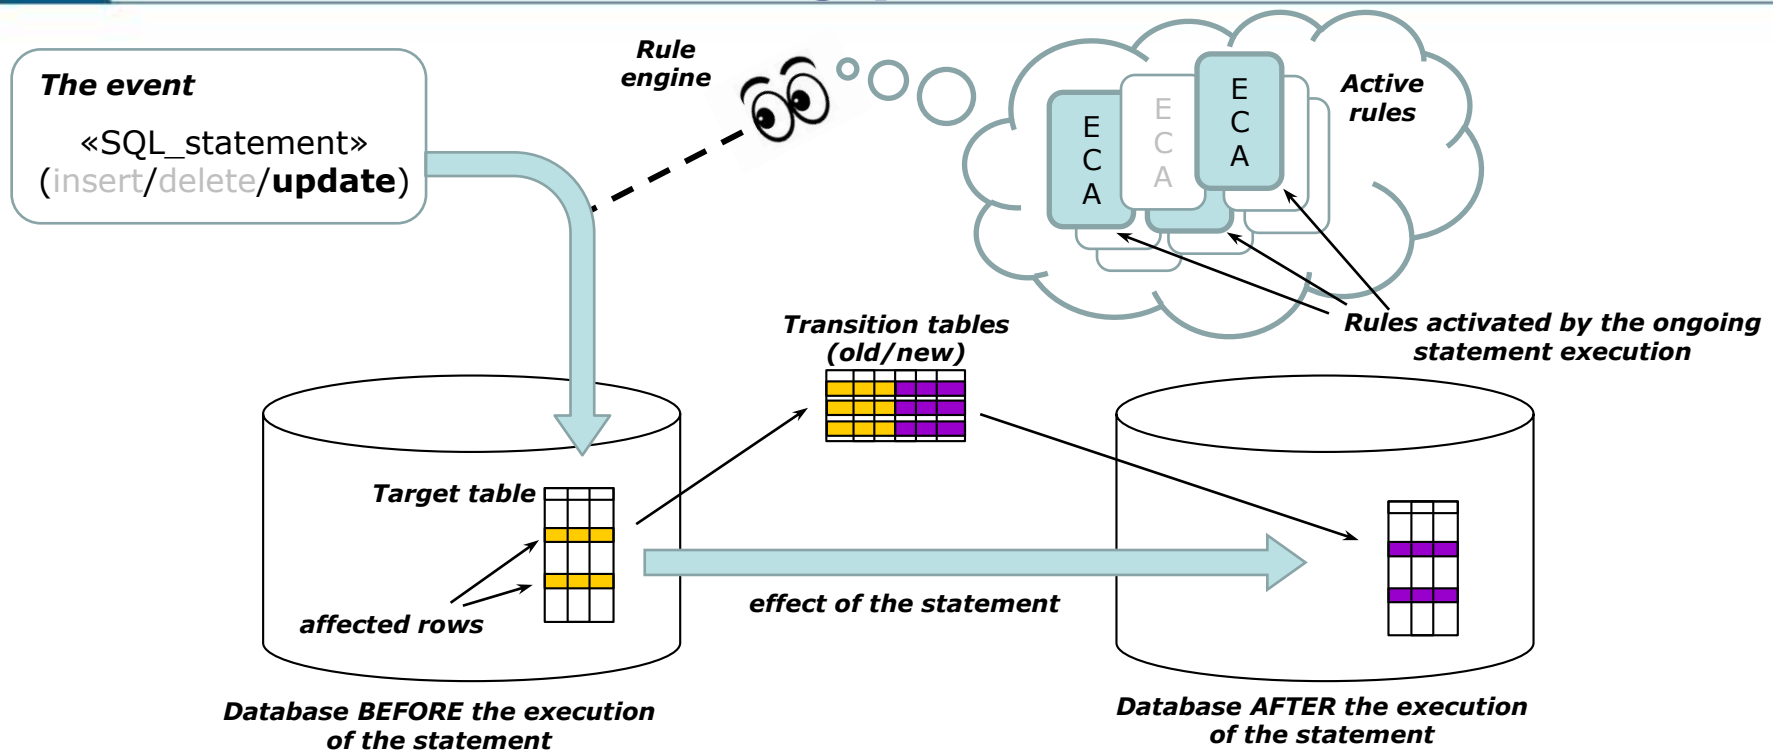 The event
«SQL_statement»
(insert/delete/update)
Rule
engine
E
C
A
E
C
A
E
C
A
Active
rules
Rules activated by the ongoing
statement execution
Transition tables
(old/new)
Target table
affected rows
effect of the statement
Database BEFORE the execution
of the statement
Database AFTER the execution
of the statement